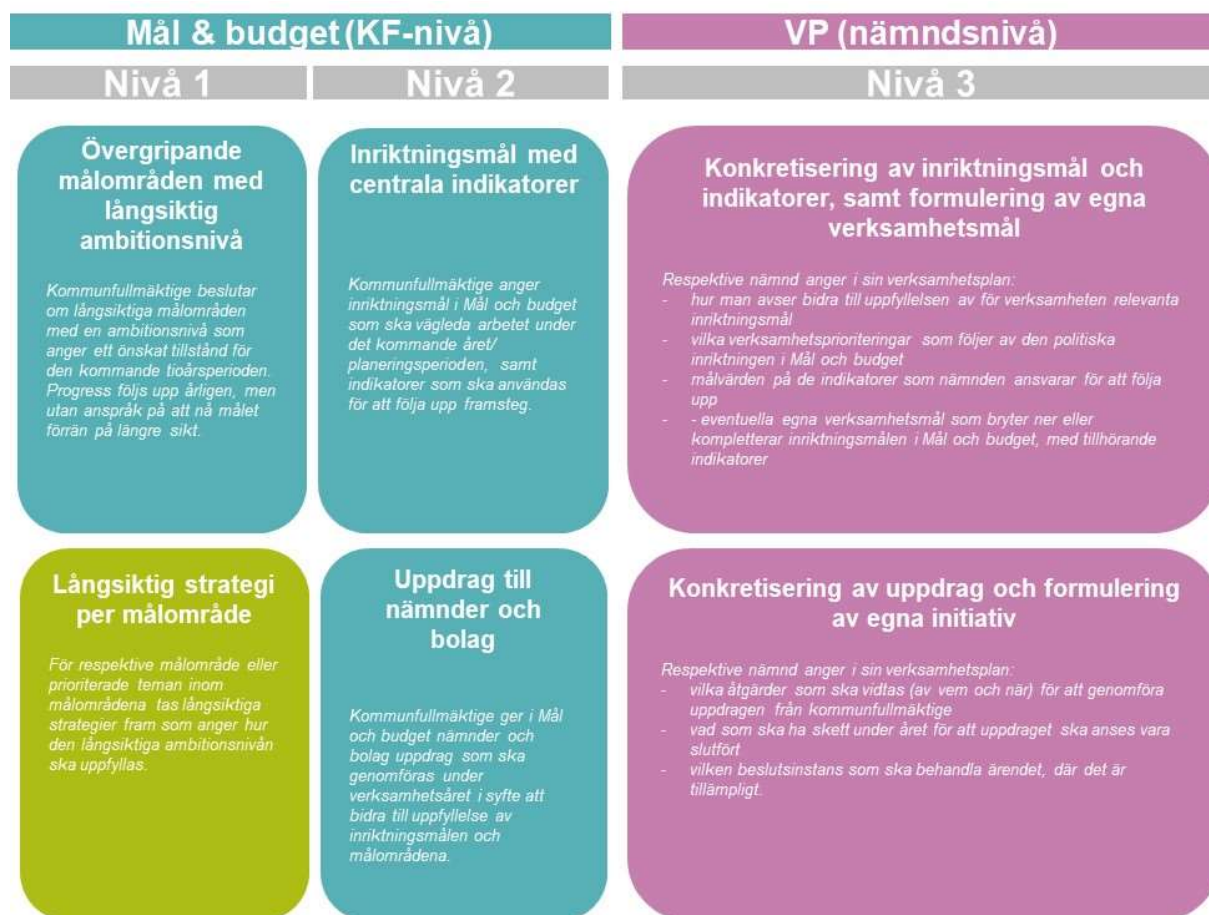 Mål & budget (KF-nivå)
VP (nämndsnivå)
Nivå 1
Nivå 2
Nivå 3
Övergripande
målområden med
långsiktig
ambitionsnivå
Kommunfullmäktige beslutar
om långsiktiga målområden
med en ambitionsnivå som
anger ett önskat tillstånd för
den kommande tioårsperioden.
Progress följs upp årligen, men
utan anspråk på att nå målet
förrän på längre sikt.
Inriktningsmål med
centrala indikatorer
Kommunfullmäktige anger
inriktningsmål i Mål och budget
som ska vägleda arbetet under
det kommande året/
planeringsperioden, samt
indikatorer som ska användas
för att följa upp framsteg.
Konkretisering av inriktningsmål och
indikatorer, samt formulering av egna
verksamhetsmål
Respektive nämnd anger i sin verksamhetsplan:
- hur man avser bidra till uppfyllelsen av för verksamheten relevanta
inriktningsmål
- vilka verksamhetsprioriteringar som följer av den politiska
inriktningen i Mål och budget
- målvärden på de indikatorer som nämnden ansvarar för att följa
upp
- - eventuella egna verksamhetsmål som bryter ner eller
kompletterar inriktningsmålen i Mål och budget, med tillhörande
indikatorer
Långsiktig strategi
per målområde
För respektive målområde eller
prioriterade teman inom
målområdena tas långsiktiga
strategier fram som anger hur
den långsiktiga ambitionsnivån
ska uppfyllas.
Uppdrag till
nämnder och
bolag
Kommunfullmäktige ger i Mål
och budget nämnder och
bolag uppdrag som ska
genomföras under
verksamhetsåret i syfte att
bidra till uppfyllelse av
inriktningsmålen och
målområdena.
Konkretisering av uppdrag och formulering
av egna initiativ
Respektive nämnd anger i sin verksamhetsplan:
- vilka åtgärder som ska vidtas (av vem och när) för att genomföra
uppdragen från kommunfullmäktige
- vad som ska ha skett under året för att uppdraget ska anses vara
slutfört
- vilken beslutsinstans som ska behandla ärendet, där det är
tillämpligt.